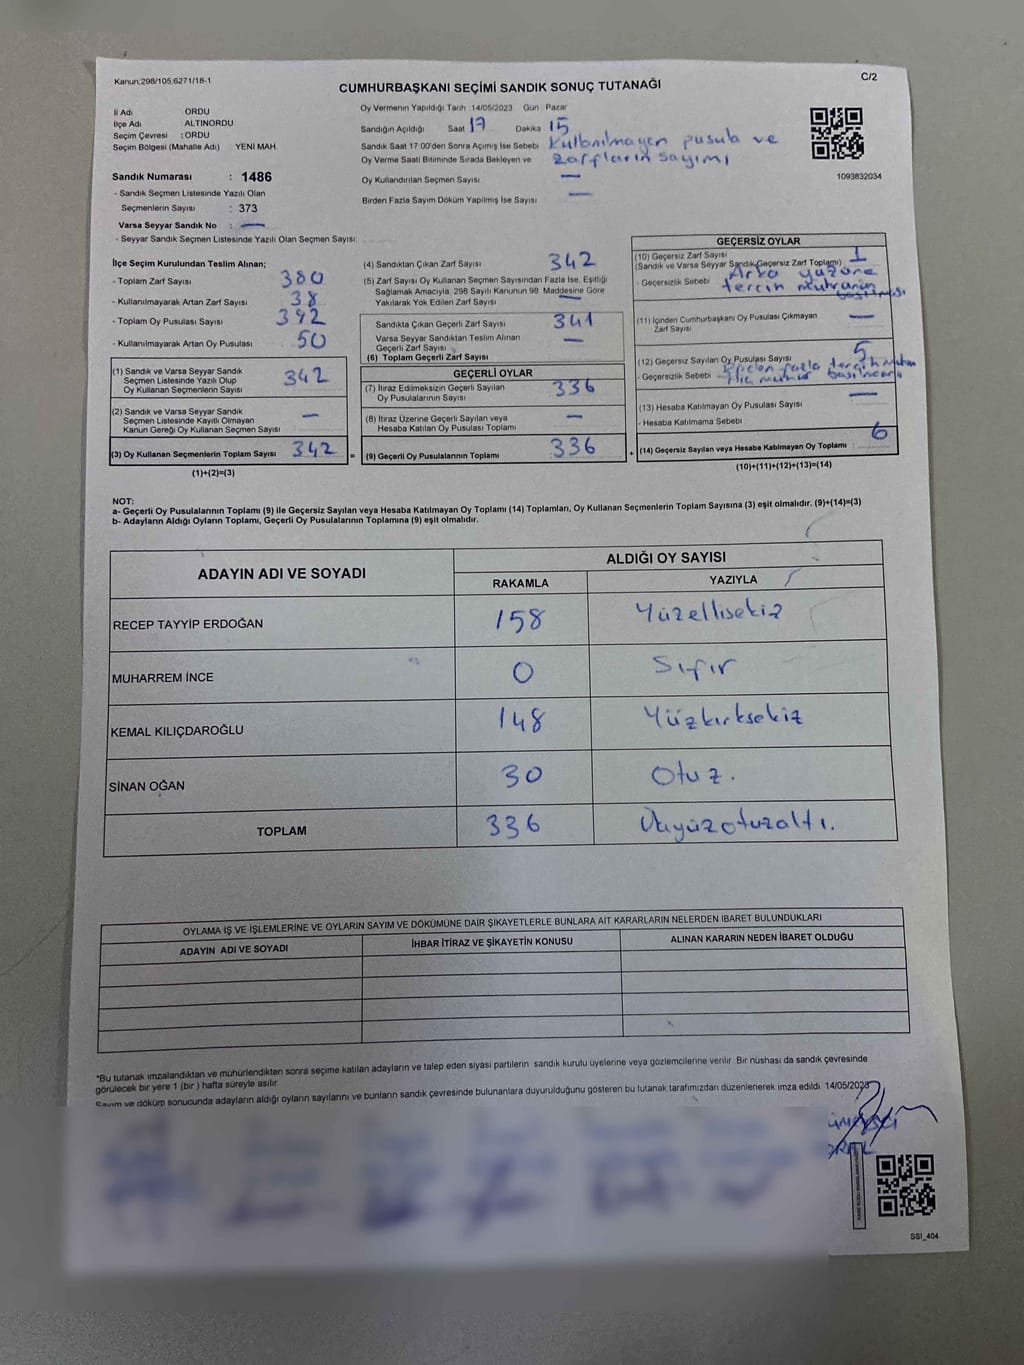 Kanun:298/105,6271/18-1
C/2
CUMHURBAŞKANI SEÇİMİ SANDIK SONUÇ TUTANAĞI
İl Adı ORDU
İlçe Adı ALTINORDU
Seçim Çevresi : ORDU
Seçim Bölgesi (Mahalle Adı) : YENİ MAH.
Sandık Numarası : 1486
- Sandık Seçmen Listesinde Yazılı Olan
Seçmenlerin Sayısı : 373
Varsa Seyyar Sandık No : —
- Seyyar Sandık Seçmen Listesinde Yazılı Olan Seçmen Sayısı:
Oy Vermenin Yapıldığı Tarih : 14/05/2023 Gün : Pazar
Sandığın Açıldığı Saat 17 Dakika 15
Sandık Saat 17.00'den Sonra Açılmış İse Sebebi Kullanılmayan pusula ve
zarfların sayımı
Oy Verme Saati Bitiminde Sırada Bekleyen ve
Oy Kullandırılan Seçmen Sayısı —
Birden Fazla Sayım Döküm Yapılmış İse Sayısı —
1093832034
İlçe Seçim Kurulundan Teslim Alınan;
- Toplam Zarf Sayısı 380
- Kullanılmayarak Artan Zarf Sayısı 38
- Toplam Oy Pusulası Sayısı 392
- Kullanılmayarak Artan Oy Pusulası 50
(1) Sandık ve Varsa Seyyar Sandık
Seçmen Listesinde Yazılı Olup
Oy Kullanan Seçmenlerin Sayısı 342
(2) Sandık ve Varsa Seyyar Sandık
Seçmen Listesinde Kayıtlı Olmayan
Kanun Gereği Oy Kullanan Seçmen Sayısı —
(3) Oy Kullanan Seçmenlerin Toplam Sayısı 342
(1)+(2)=(3)
=
(4) Sandıktan Çıkan Zarf Sayısı 342
(5) Zarf Sayısı Oy Kullanan Seçmen Sayısından Fazla İse, Eşitliği
Sağlamak Amacıyla, 298 Sayılı Kanunun 98. Maddesine Göre
Yakılarak Yok Edilen Zarf Sayısı —
Sandıkta Çıkan Geçerli Zarf Sayısı 341
Varsa Seyyar Sandıktan Teslim Alınan
Geçerli Zarf Sayısı —
(6) Toplam Geçerli Zarf Sayısı
GEÇERLİ OYLAR
(7) İtiraz Edilmeksizin Geçerli Sayılan
Oy Pusulalarının Sayısı 336
(8) İtiraz Üzerine Geçerli Sayılan veya
Hesaba Katılan Oy Pusulası Toplamı —
(9) Geçerli Oy Pusulalarının Toplamı 336
+
GEÇERSİZ OYLAR
(10) Geçersiz Zarf Sayısı 1
(Sandık ve Varsa Seyyar Sandık Geçersiz Zarf Toplamı)
- Geçersizlik Sebebi Arka yüzüne
tercih mührünün
basılması
(11) İçinden Cumhurbaşkanı Oy Pusulası Çıkmayan
Zarf Sayısı —
(12) Geçersiz Sayılan Oy Pusulası Sayısı 5
- Geçersizlik Sebebi Birden fazla
(13) Hesaba Katılmayan Oy Pusulası Sayısı —
- Hesaba Katılmama Sebebi
(14) Geçersiz Sayılan veya Hesaba Katılmayan Oy Toplamı 6
(10)+(11)+(12)+(13)=(14)
NOT:
a- Geçerli Oy Pusulalarının Toplamı (9) ile Geçersiz Sayılan veya Hesaba Katılmayan Oy Toplamı (14) Toplamları, Oy Kullanan Seçmenlerin Toplam Sayısına (3) eşit olmalıdır. (9)+(14)=(3)
b- Adayların Aldığı Oyların Toplamı, Geçerli Oy Pusulalarının Toplamına (9) eşit olmalıdır.
ADAYIN ADI VE SOYADI ALDIĞI OY SAYISI
RAKAMLA YAZIYLA
RECEP TAYYİP ERDOĞAN 158 Yüzellisekiz
MUHARREM İNCE 0 Sıfır
KEMAL KILIÇDAROĞLU 148 Yüzkırksekiz
SİNAN OĞAN 30 Otuz.
TOPLAM 336 Üçyüzotuzaltı.
OYLAMA İŞ VE İŞLEMLERİNE VE OYLARIN SAYIM VE DÖKÜMÜNE DAİR ŞİKAYETLERLE BUNLARA AİT KARARLARIN NELERDEN İBARET BULUNDUKLARI
ADAYIN ADI VE SOYADI İHBAR İTİRAZ VE ŞİKAYETİN KONUSU ALINAN KARARIN NEDEN İBARET OLDUĞU
*Bu tutanak imzalandıktan ve mühürlendikten sonra seçime katılan adayların ve talep eden siyasi partilerin sandık kurulu üyelerine veya gözlemcilerine verilir. Bir nüshası da sandık çevresinde
görülecek bir yere 1 (bir) hafta süreyle asılır.
Sayım ve döküm sonucunda adayların aldığı oyların sayılarını ve bunların sandık çevresinde bulunanlara duyurulduğunu gösteren bu tutanak tarafımızdan düzenlenerek imza edildi. 14/05/2023
SSI_404